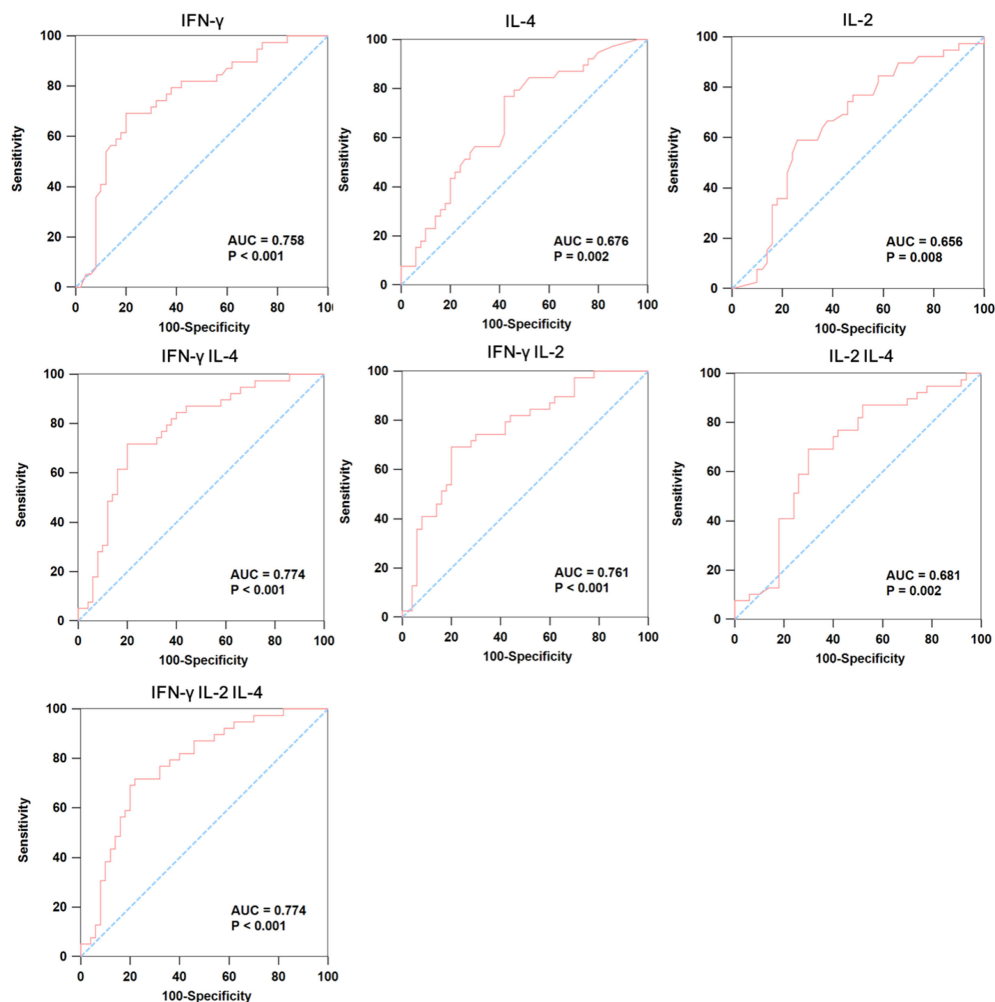 IFN-γ
100
80
60
40
20
0
Sensitivity
AUC = 0.758
P < 0.001
0 20 40 60 80 10
100-Specificity
IL-4
100
80
60
40
20
0
Sensitivity
AUC = 0.676
P = 0.002
0 20 40 60 80 100
100-Specificity
IL-2
100
80
60
40
20
0
Sensitivity
AUC = 0.656
P = 0.008
0 20 40 60 80 100
100-Specificity
IFN-γ IL-4
100
80
60
40
20
0
Sensitivity
AUC = 0.774
P < 0.001
0 20 40 60 80 100
100-Specificity
IFN-γ IL-2
100
80
60
40
20
0
Sensitivity
AUC = 0.761
P < 0.001
0 20 40 60 80 100
100-Specificity
IL-2 IL-4
100
80
60
40
20
0
Sensitivity
AUC = 0.681
P = 0.002
0 20 40 60 80 100
100-Specificity
IFN-γ IL-2 IL-4
100
80
60
40
20
0
Sensitivity
AUC = 0.774
P < 0.001
0 20 40 60 80 100
100-Specificity